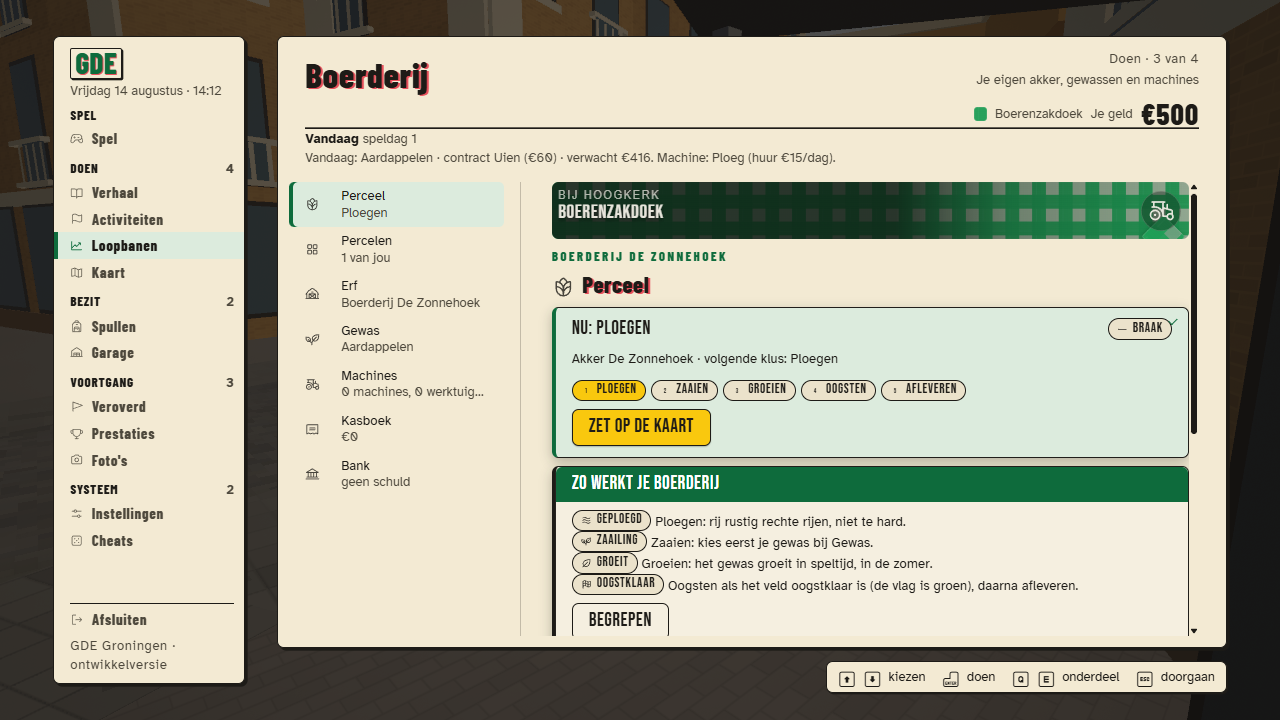 GDE
Vrijdag 14 augustus · 14:12
SPEL
Spel
DOEN 4
Verhaal
Activiteiten
Loopbanen
Kaart
BEZIT 2
Spullen
Garage
VOORTGANG 3
Veroverd
Prestaties
Foto's
SYSTEEM 2
Instellingen
Cheats
Afsluiten
GDE Groningen ·
ontwikkelversie
Boerderij
Doen · 3 van 4
Je eigen akker, gewassen en machines
Boerenzakdoek Je geld €500
Vandaag speldag 1
Vandaag: Aardappelen · contract Uien (€60) · verwacht €416. Machine: Ploeg (huur €15/dag).
Perceel
Ploegen
Percelen
1 van jou
Erf
Boerderij De Zonnehoek
Gewas
Aardappelen
Machines
0 machines, 0 werktuig...
Kasboek
€0
Bank
geen schuld
BIJ HOOGKERK
BOERENZAKDOEK
BOERDERIJ DE ZONNEHOEK
Perceel
NU: PLOEGEN
— BRAAK
Akker De Zonnehoek · volgende klus: Ploegen
1 PLOEGEN 2 ZAAIEN 3 GROEIEN 4 OOGSTEN 5 AFLEVEREN
ZET OP DE KAART
ZO WERKT JE BOERDERIJ
GEPLOEGD Ploegen: rij rustig rechte rijen, niet te hard.
ZAAILING Zaaien: kies eerst je gewas bij Gewas.
GROEIT Groeien: het gewas groeit in speltijd, in de zomer.
OOGSTKLAAR Oogsten als het veld oogstklaar is (de vlag is groen), daarna afleveren.
BEGREPEN
kiezen ENTER doen Q E onderdeel ESC doorgaan